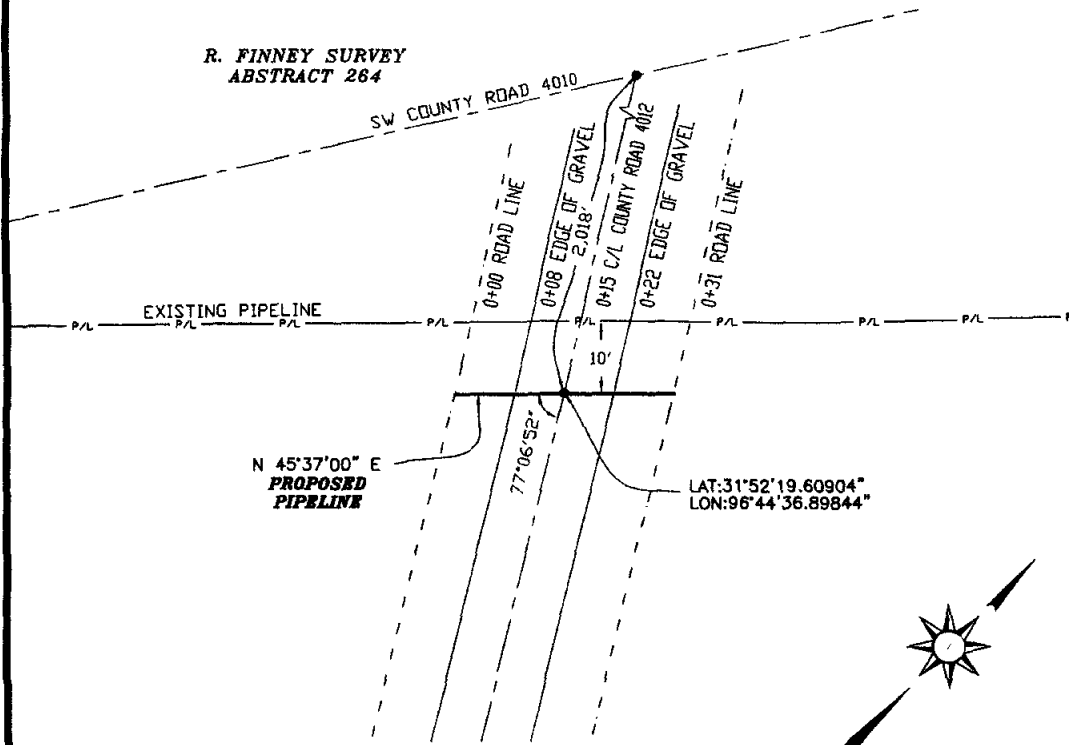 R. FINNEY SURVEY
ABSTRACT 264
SW COUNTY ROAD 4010
0+00 ROAD LINE
0+08 EDGE OF GRAVEL
2,018'
0+15 C/L COUNTY ROAD 4012
0+22 EDGE OF GRAVEL
0+31 ROAD LINE
EXISTING PIPELINE
P/L P/L P/L P/L P/L P/L P/L P/L P
10'
77°06'52"
N 45°37'00" E
PROPOSED
PIPELINE
LAT:31°52'19.60904"
LON:96°44'36.89844"